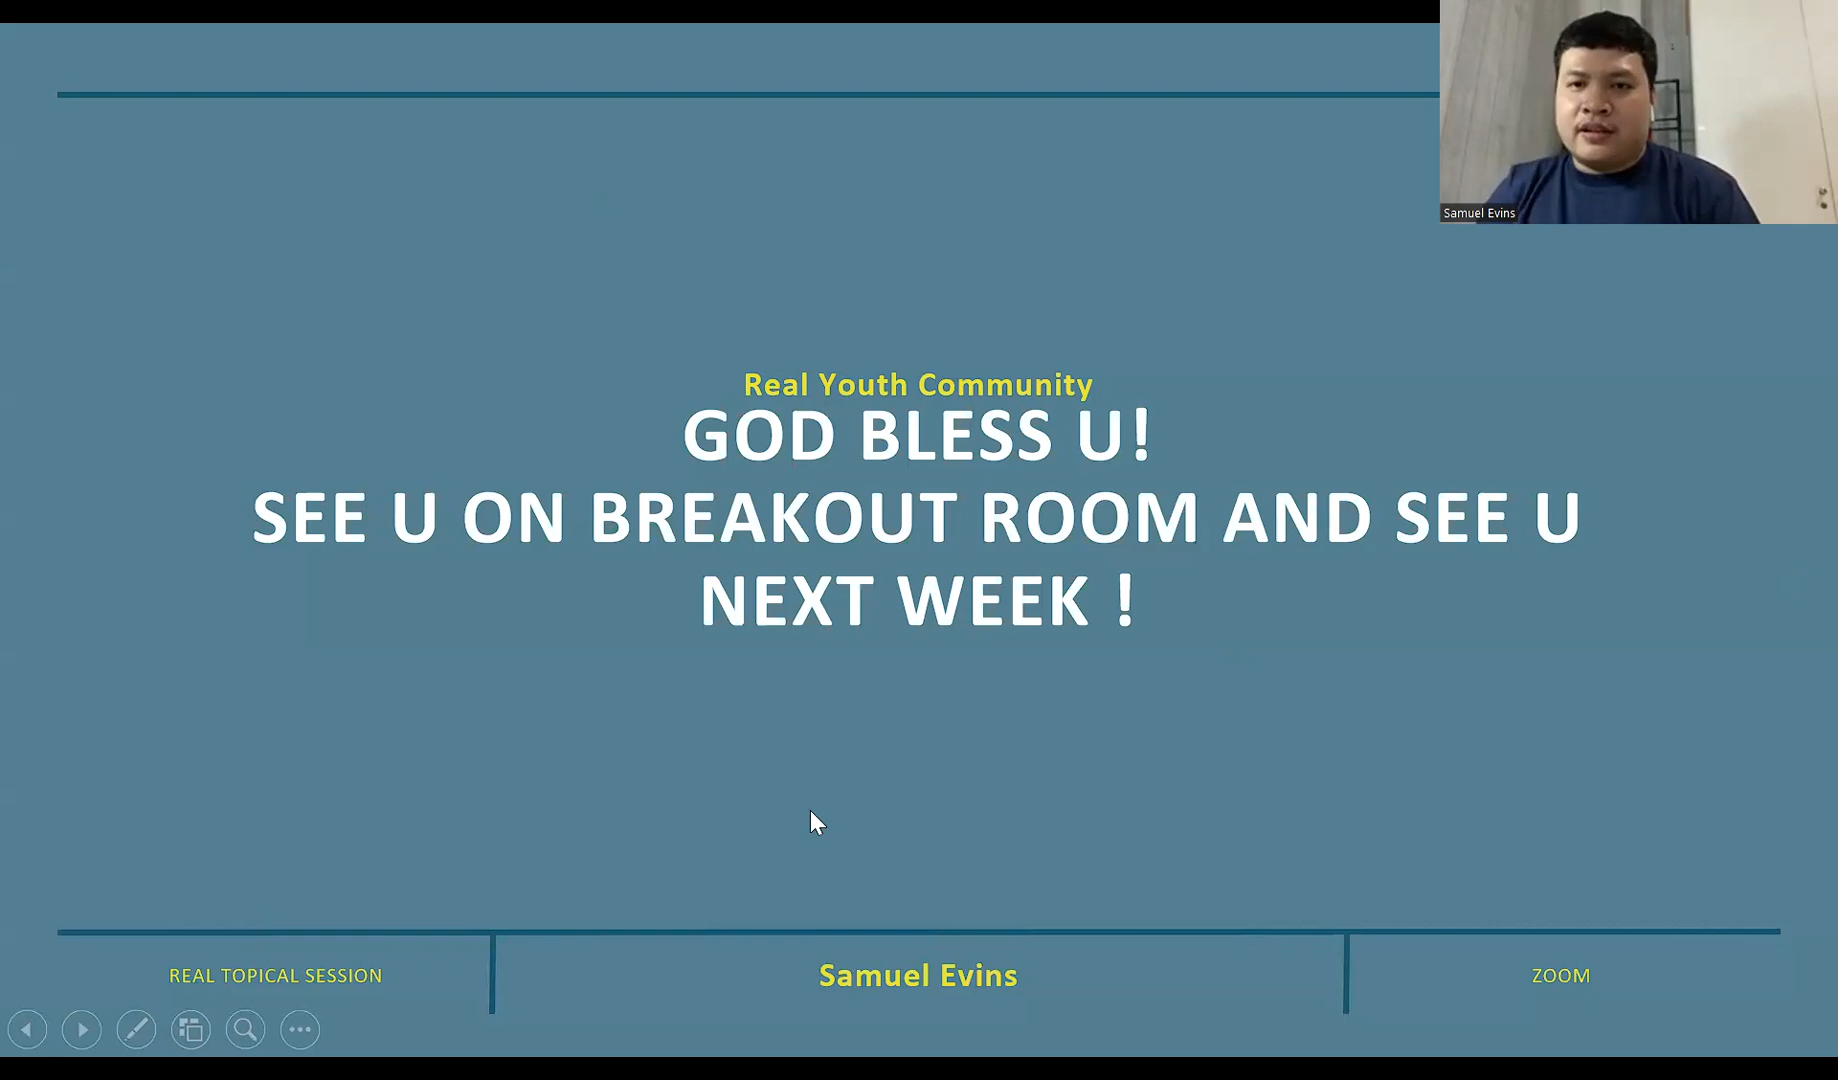 Samuel Evins
Real Youth Community
GOD BLESS U!
SEE U ON BREAKOUT ROOM AND SEE U
NEXT WEEK !
REAL TOPICAL SESSION
Samuel Evins
ZOOM